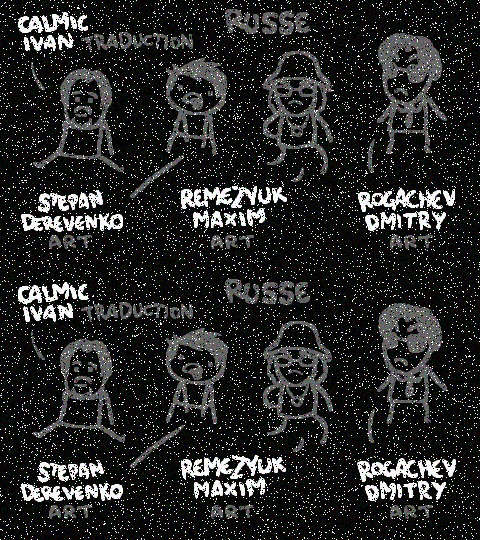 RUSSE
CALMIC
IVAN TRADUCTION
STEPAN
DEREVENKO
ART
REMEZYUK
MAXIM
ART
ROGACHEV
DMITRY
ART
RUSSE
CALMIC
IVAN TRADUCTION
STEPAN
DEREVENKO
ART
REMEZYUK
MAXIM
ART
ROGACHEV
DMITRY
ART